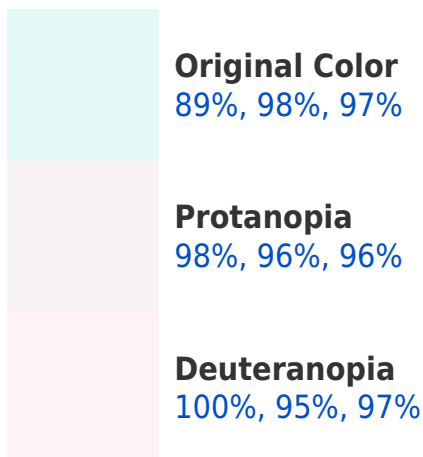 Original Color
89%, 98%, 97%
Protanopia
98%, 96%, 96%
Deuteranopia
100%, 95%, 97%